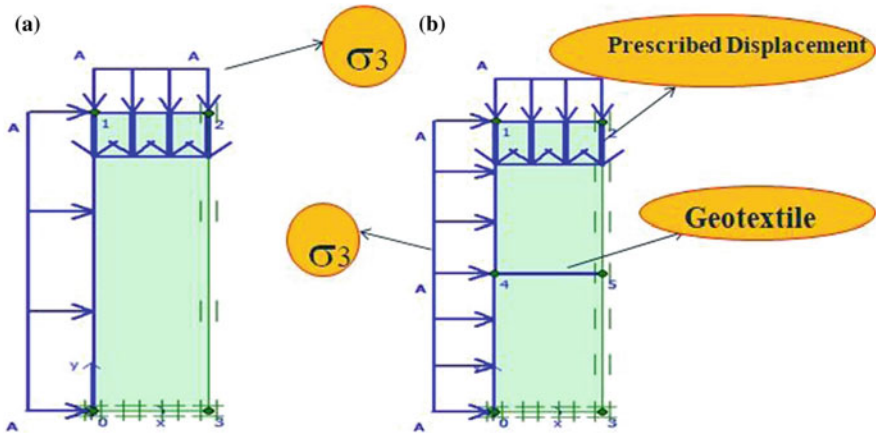 (a)
A
A
σ3
(b)
A
Prescribed Displacement
A
1
2
A
1
2
σ3
Geotextile
A
4
5
y
A
0
x
3
A
0
x
3